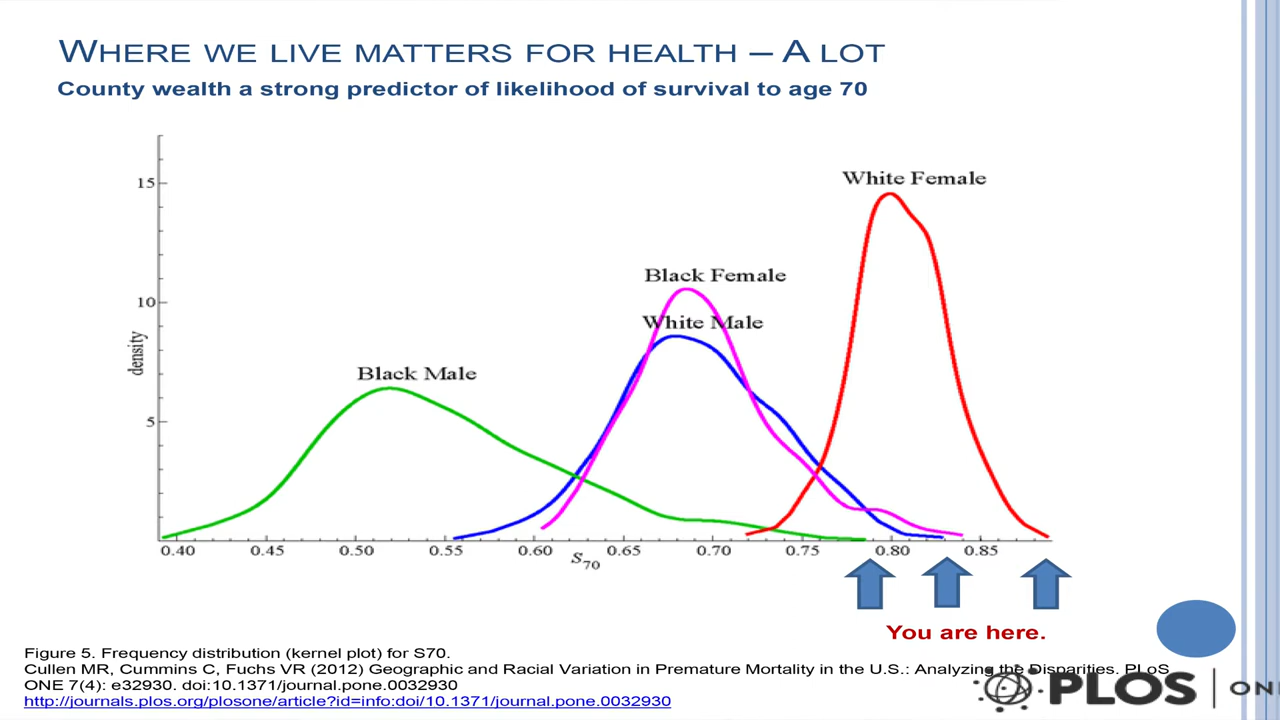 WHERE WE LIVE MATTERS FOR HEALTH – A LOT
County wealth a strong predictor of likelihood of survival to age 70
15
10
5
density
White Female
Black Female
White Male
Black Male
0.40 0.45 0.50 0.55 0.60 0.65 0.70 0.75 0.80 0.85
S70
You are here.
Figure 5. Frequency distribution (kernel plot) for S70.
Cullen MR, Cummins C, Fuchs VR (2012) Geographic and Racial Variation in Premature Mortality in the U.S.: Analyzing the Disparities. PLoS
ONE 7(4): e32930. doi:10.1371/journal.pone.0032930
http://journals.plos.org/plosone/article?id=info:doi/10.1371/journal.pone.0032930
PLOS | ON